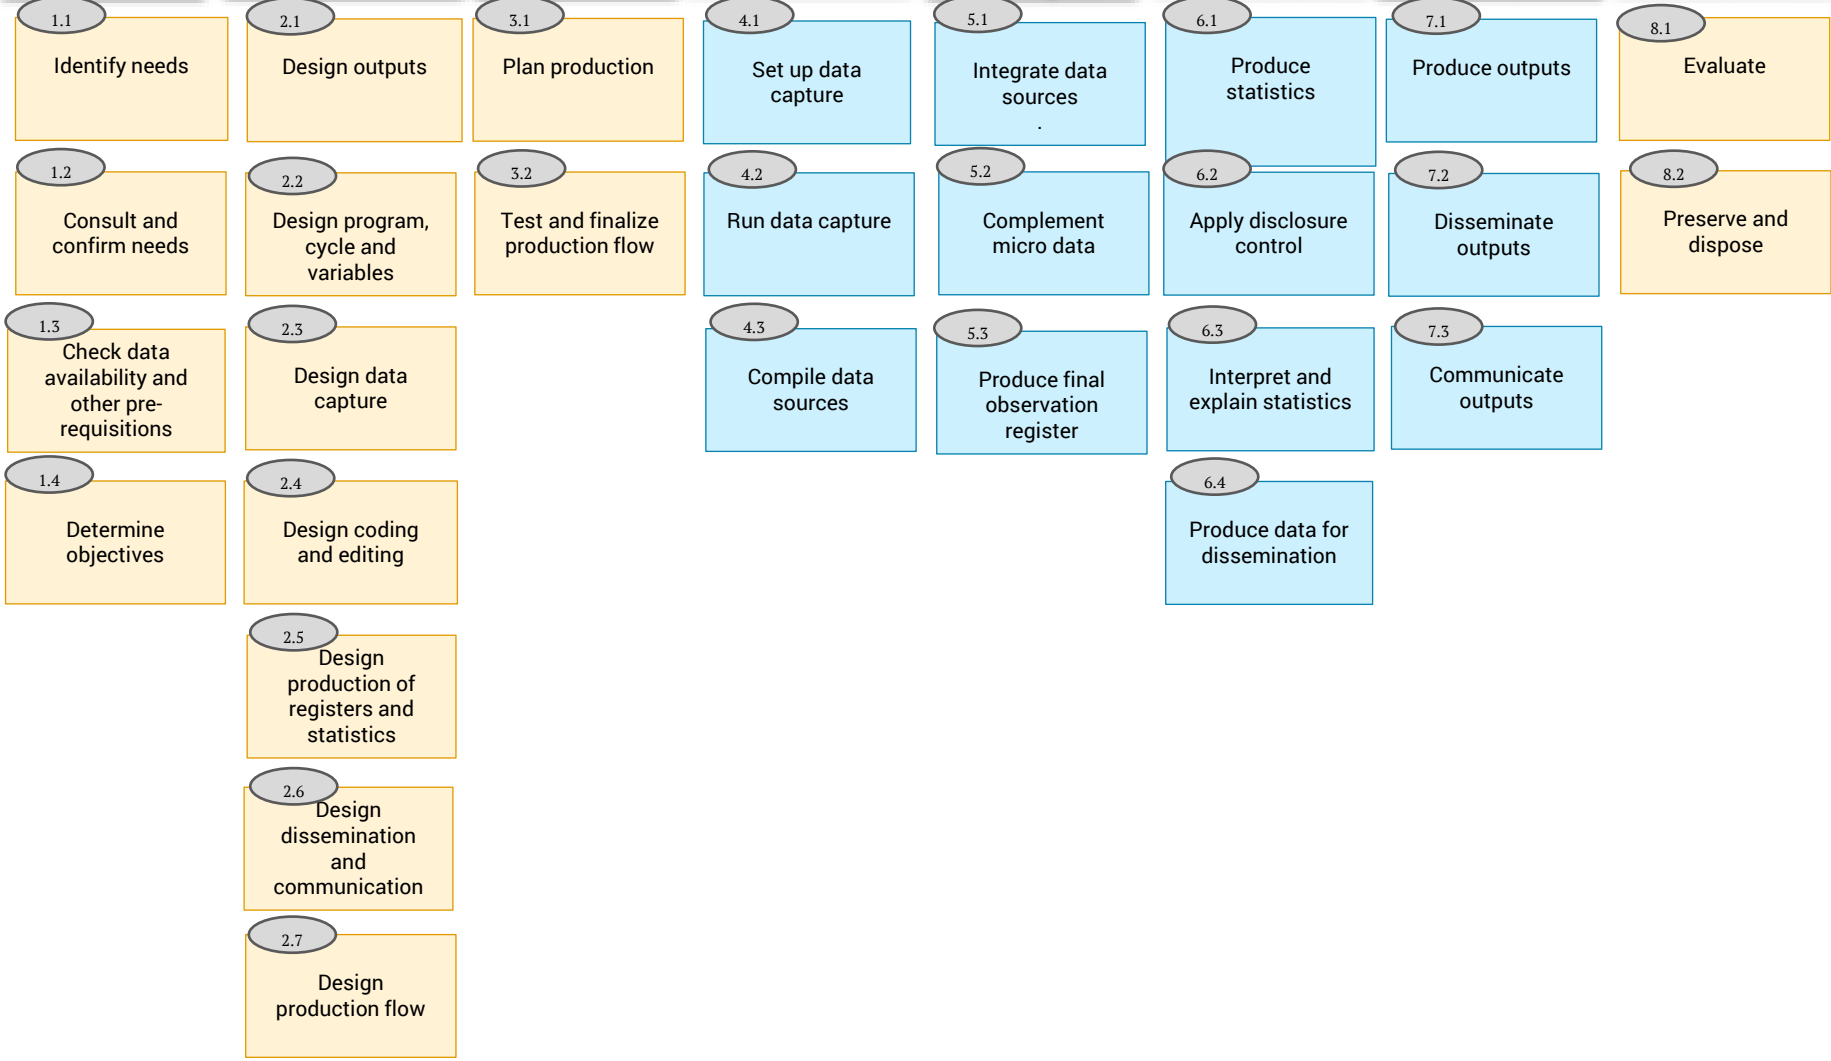 1.1
Identify needs
1.2
Consult and
confirm needs
1.3
Check data
availability and
other pre-
requisitions
1.4
Determine
objectives
2.1
Design outputs
2.2
Design program,
cycle and
variables
2.3
Design data
capture
2.4
Design coding
and editing
2.5
Design
production of
registers and
statistics
2.6
Design
dissemination
and
communication
2.7
Design
production flow
3.1
Plan production
3.2
Test and finalize
production flow
4.1
Set up data
capture
4.2
Run data capture
4.3
Compile data
sources
5.1
Integrate data
sources
.
5.2
Complement
micro data
5.3
Produce final
observation
register
6.1
Produce
statistics
6.2
Apply disclosure
control
6.3
Interpret and
explain statistics
6.4
Produce data for
dissemination
7.1
Produce outputs
7.2
Disseminate
outputs
7.3
Communicate
outputs
8.1
Evaluate
8.2
Preserve and
dispose